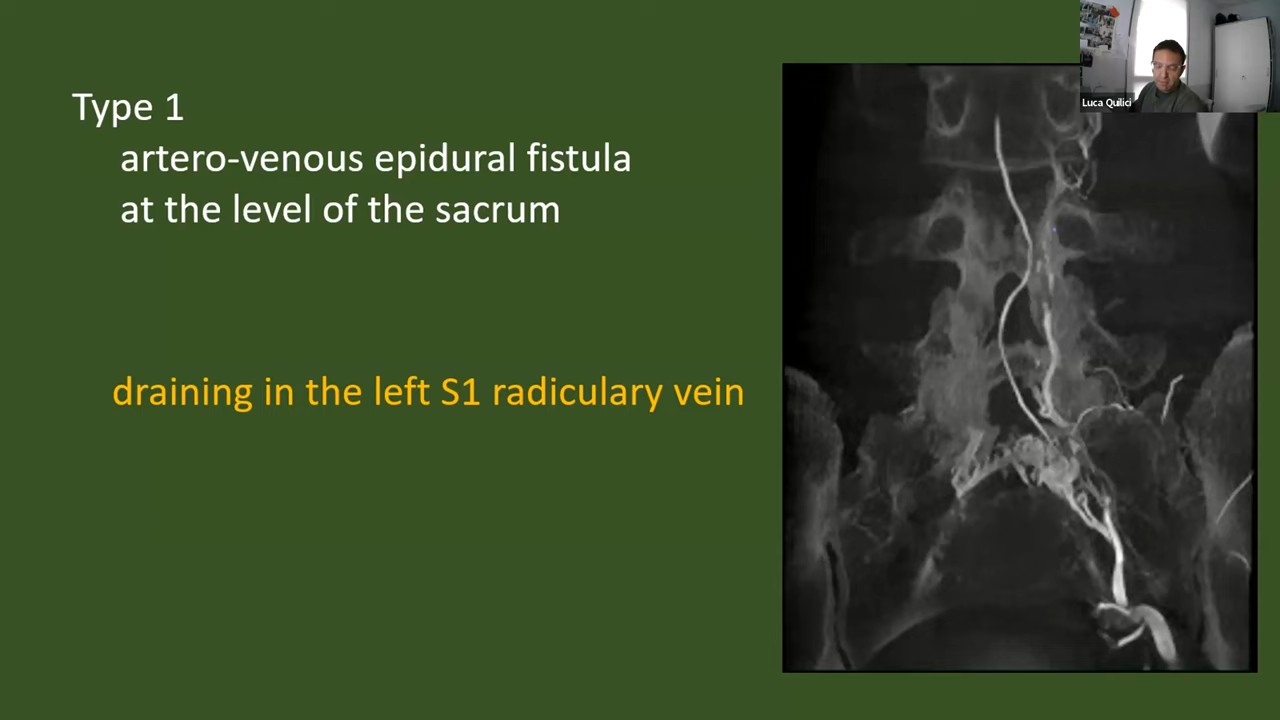 Type 1
artero-venous epidural fistula
at the level of the sacrum
draining in the left S1 radiculary vein
Luca Quilici